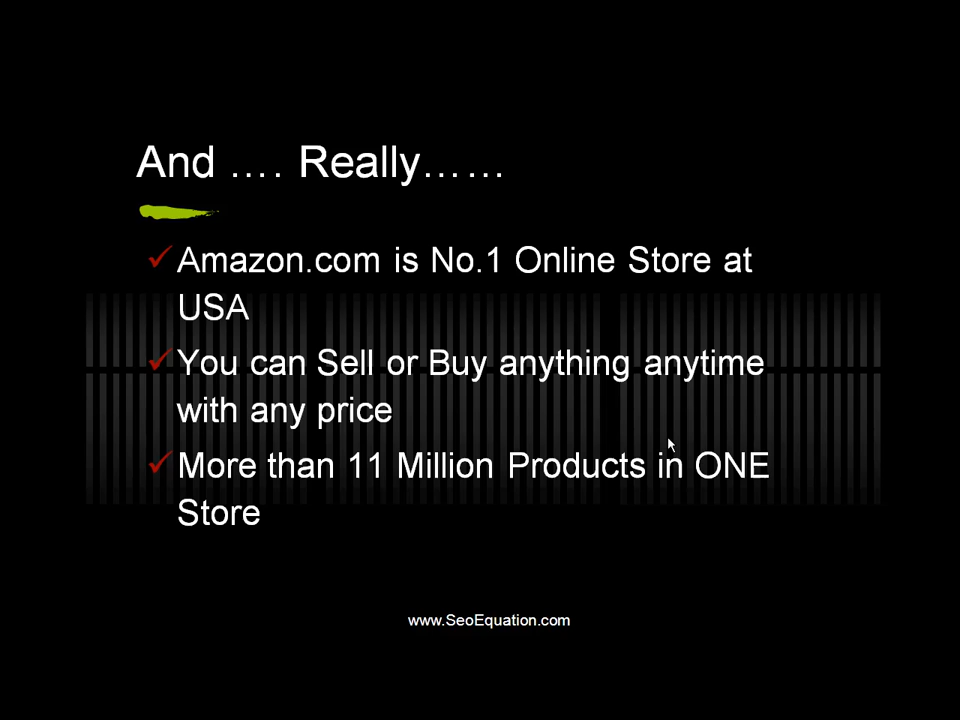 And .... Really......
Amazon.com is No.1 Online Store at
USA
You can Sell or Buy anything anytime
with any price
More than 11 Million Products in ONE
Store
www.SeoEquation.com